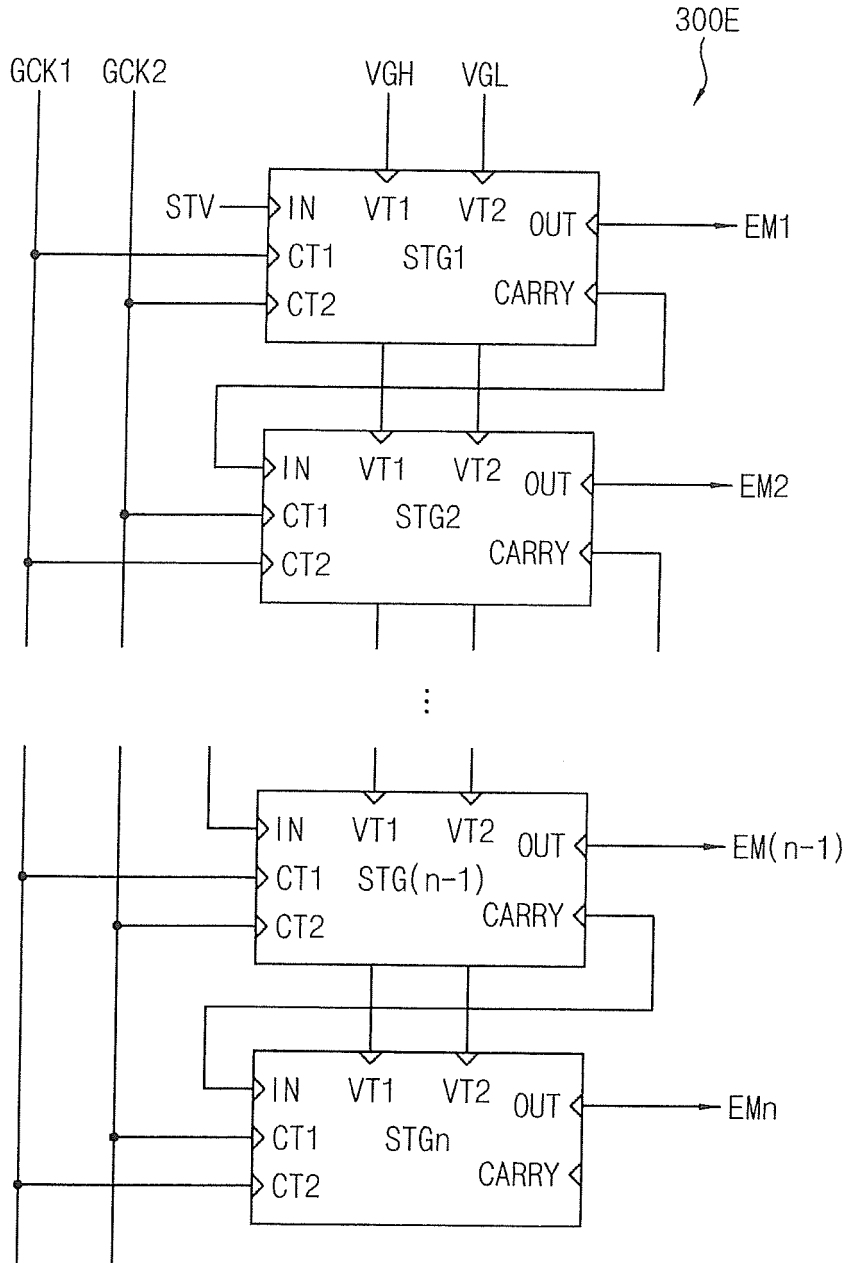 300E
GCK1 GCK2 VGH VGL
STV IN VT1 VT2 OUT EM1
CT1 STG1
CT2 CARRY
IN VT1 VT2 OUT EM2
CT1 STG2
CT2 CARRY
⋮
IN VT1 VT2 OUT EM(n-1)
CT1 STG(n-1)
CT2 CARRY
IN VT1 VT2 OUT EMn
CT1 STGn
CT2 CARRY